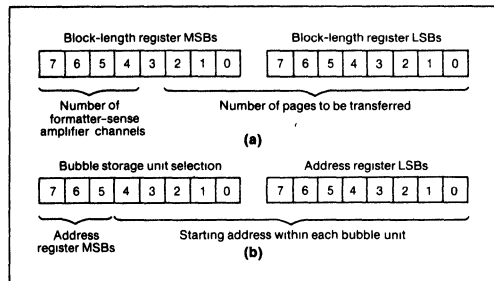 Block-length register MSBs Block-length register LSBs
7 6 5 4 3 2 1 0 7 6 5 4 3 2 1 0
Number of formatter-sense amplifier channels
Number of pages to be transferred
(a)
Bubble storage unit selection Address register LSBs
7 6 5 4 3 2 1 0 7 6 5 4 3 2 1 0
Address register MSBs
Starting address within each bubble unit
(b)